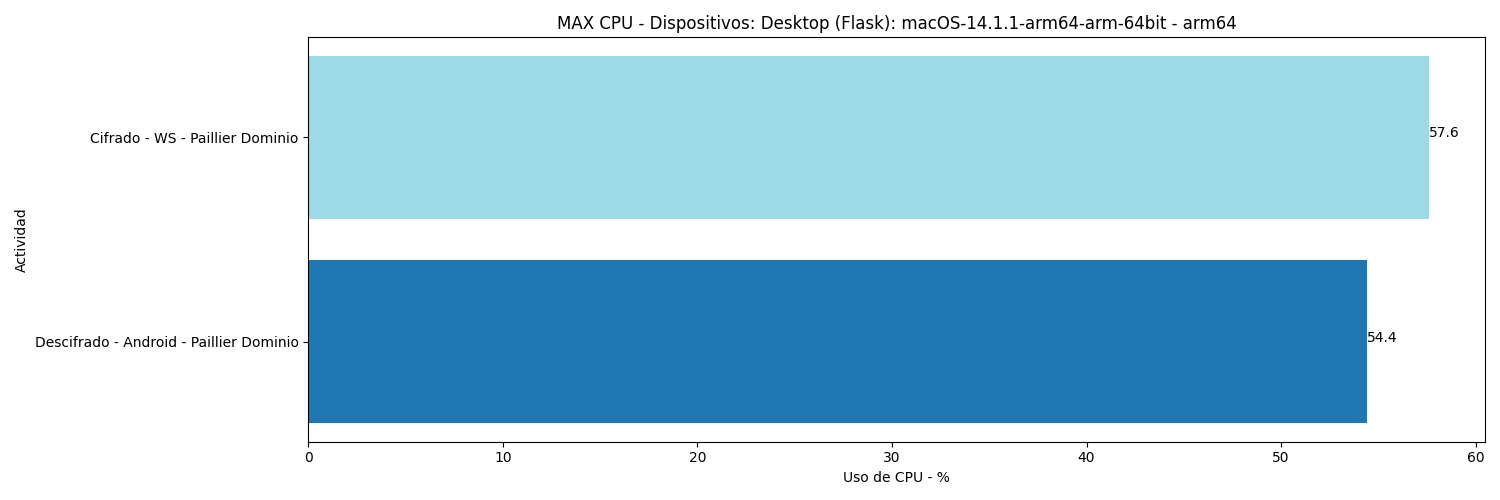 MAX CPU - Dispositivos: Desktop (Flask): macOS-14.1.1-arm64-arm-64bit - arm64
Actividad
Cifrado - WS - Paillier Dominio
57.6
Descifrado - Android - Paillier Dominio
54.4
0 10 20 30 40 50 60
Uso de CPU - %